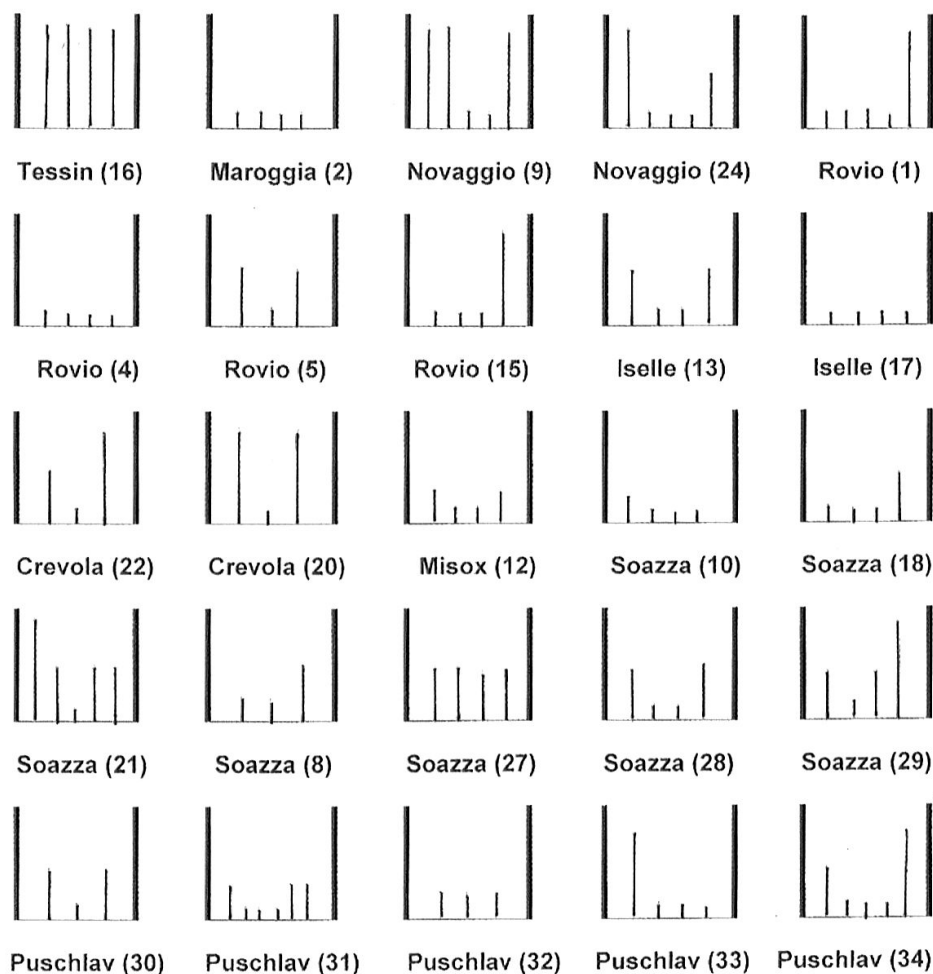 Tessin (16) Maroggia (2) Novaggio (9) Novaggio (24) Rovio (1)
Rovio (4) Rovio (5) Rovio (15) Iselle (13) Iselle (17)
Crevola (22) Crevola (20) Misox (12) Soazza (10) Soazza (18)
Soazza (21) Soazza (8) Soazza (27) Soazza (28) Soazza (29)
Puschlav (30) Puschlav (31) Puschlav (32) Puschlav (33) Puschlav (34)